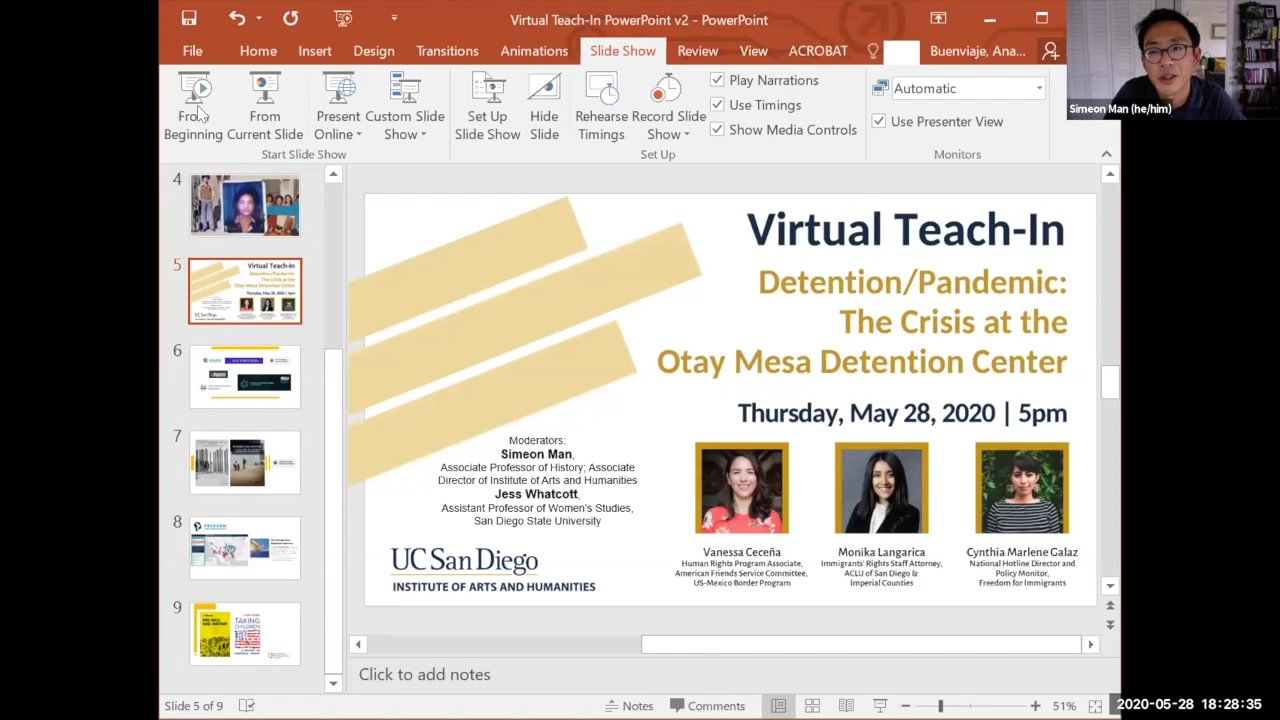 Virtual Teach-In PowerPoint v2 - PowerPoint
File
Home
Insert
Design
Transitions
Animations
Slide Show
Review
View
ACROBAT
Buenviaje, Ana...
From Beginning
From Current Slide
Present Online
Custom Slide Show
Set Up Slide Show
Hide Slide
Rehearse Timings
Record Slide Show
Play Narrations
Use Timings
Show Media Controls
Automatic
Use Presenter View
Start Slide Show
Set Up
Monitors
Simeon Man (he/him)
4
5
6
7
8
9
Virtual Teach-In
Detention/Pandemic:
The Crisis at the
Otay Mesa Detention Center
Thursday, May 28, 2020 | 5pm
Moderators:
Simeon Man,
Associate Professor of History; Associate
Director of Institute of Arts and Humanities
Jess Whatcott,
Assistant Professor of Women's Studies,
San Diego State University
UC San Diego
INSTITUTE OF ARTS AND HUMANITIES
Vanessa Ceceña
Human Rights Program Associate,
American Friends Service Committee,
US-Mexico Border Program
Monika Langarica
Immigrants' Rights Staff Attorney,
ACLU of San Diego &
Imperial Counties
Cynthia Marlene Galaz
National Hotline Director and
Policy Monitor,
Freedom for Immigrants
Click to add notes
Slide 5 of 9
Notes
Comments
51%
2020-05-28 18:28:35